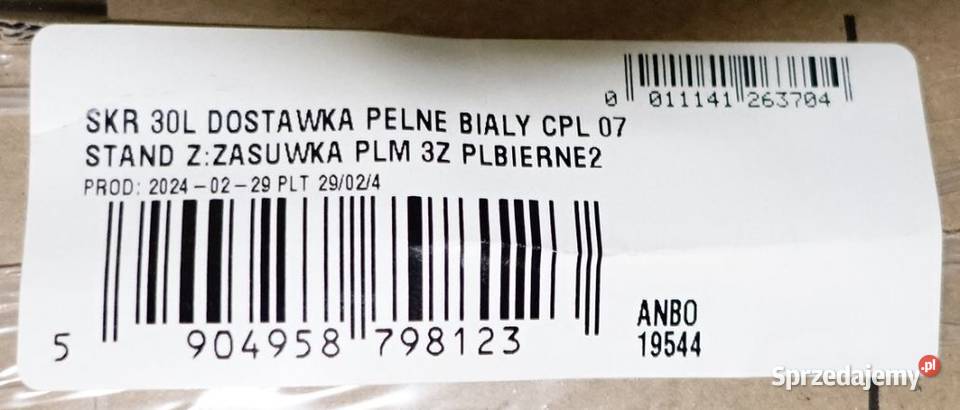 0 011141 263704
SKR 30L DOSTAWKA PELNE BIALY CPL 07
STAND Z:ZASUWKA PLM 3Z PLBIERNE2
PROD: 2024-02-29 PLT 29/02/4
5 904958 798123
ANBO
19544
Sprzedajemy.pl